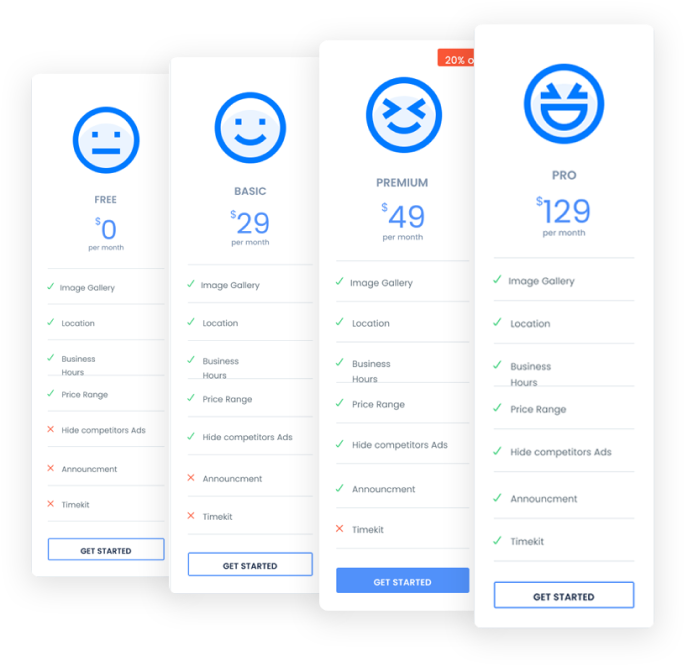 FREE
$0
per month
Image Gallery
Location
Business
Hours
Price Range
Hide competitors Ads
Announcment
Timekit
GET STARTED
BASIC
$29
per month
Image Gallery
Location
Business
Hours
Price Range
Hide competitors Ads
Announcment
Timekit
GET STARTED
20% o
PREMIUM
$49
per month
Image Gallery
Location
Business
Hours
Price Range
Hide competitors Ads
Announcment
Timekit
GET STARTED
PRO
$129
per month
Image Gallery
Location
Business
Hours
Price Range
Hide competitors Ads
Announcment
Timekit
GET STARTED